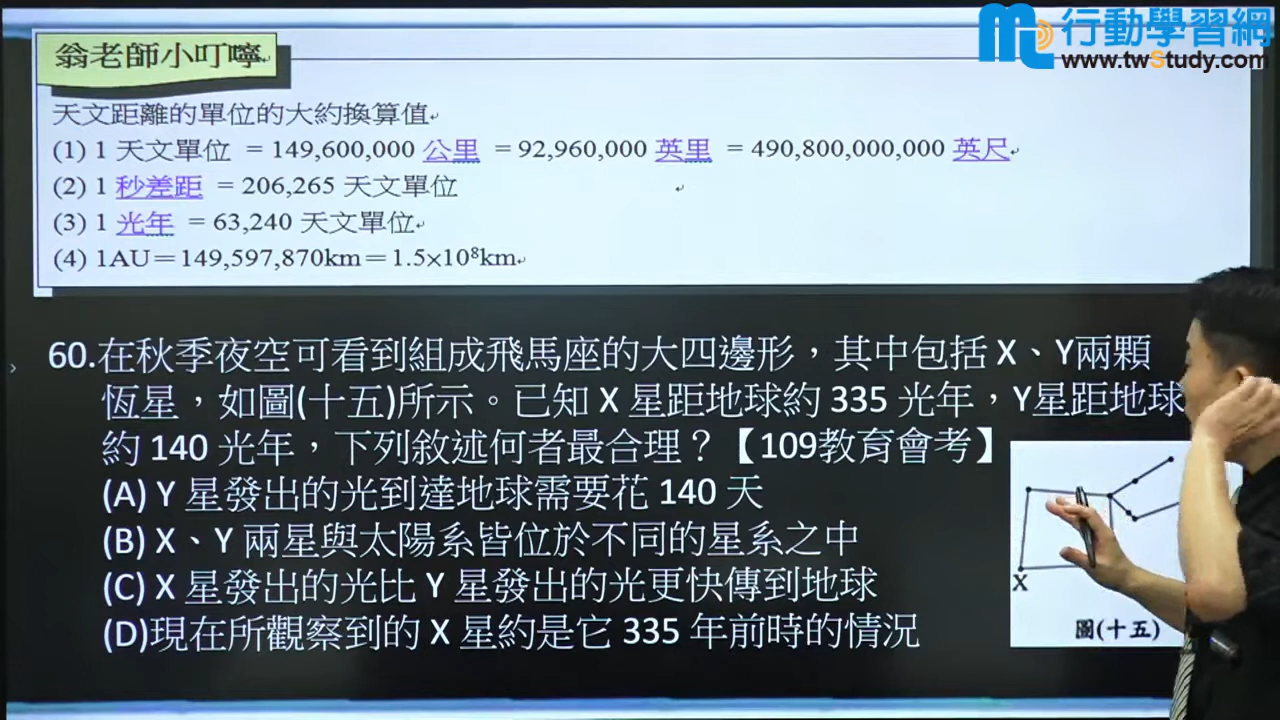 行動學習網
www.twStudy.com
翁老師小叮嚀
天文距離的單位的大約換算值
(1) 1 天文單位 = 149,600,000 公里 = 92,960,000 英里 = 490,800,000,000 英尺
(2) 1 秒差距 = 206,265 天文單位
(3) 1 光年 = 63,240 天文單位
(4) 1AU＝149,597,870km＝1.5×10⁸km
60.在秋季夜空可看到組成飛馬座的大四邊形，其中包括 X、Y兩顆
恆星，如圖(十五)所示。已知 X 星距地球約 335 光年，Y星距地球
約 140 光年，下列敘述何者最合理？【109教育會考】
(A) Y 星發出的光到達地球需要花 140 天
(B) X、Y 兩星與太陽系皆位於不同的星系之中
(C) X 星發出的光比 Y 星發出的光更快傳到地球
(D)現在所觀察到的 X 星約是它 335 年前時的情況
X
圖(十五)